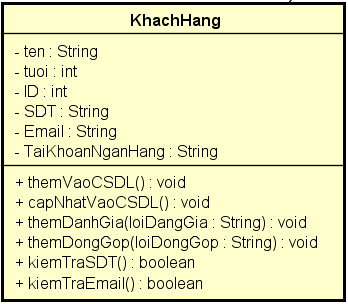 KhachHang
- ten : String
- tuoi : int
- ID : int
- SDT : String
- Email : String
- TaiKhoanNganHang : String
+ themVaoCSDL() : void
+ capNhatVaoCSDL() : void
+ themDanhGia(loiDangGia : String) : void
+ themDongGop(loiDongGop : String) : void
+ kiemTraSDT() : boolean
+ kiemTraEmail() : boolean